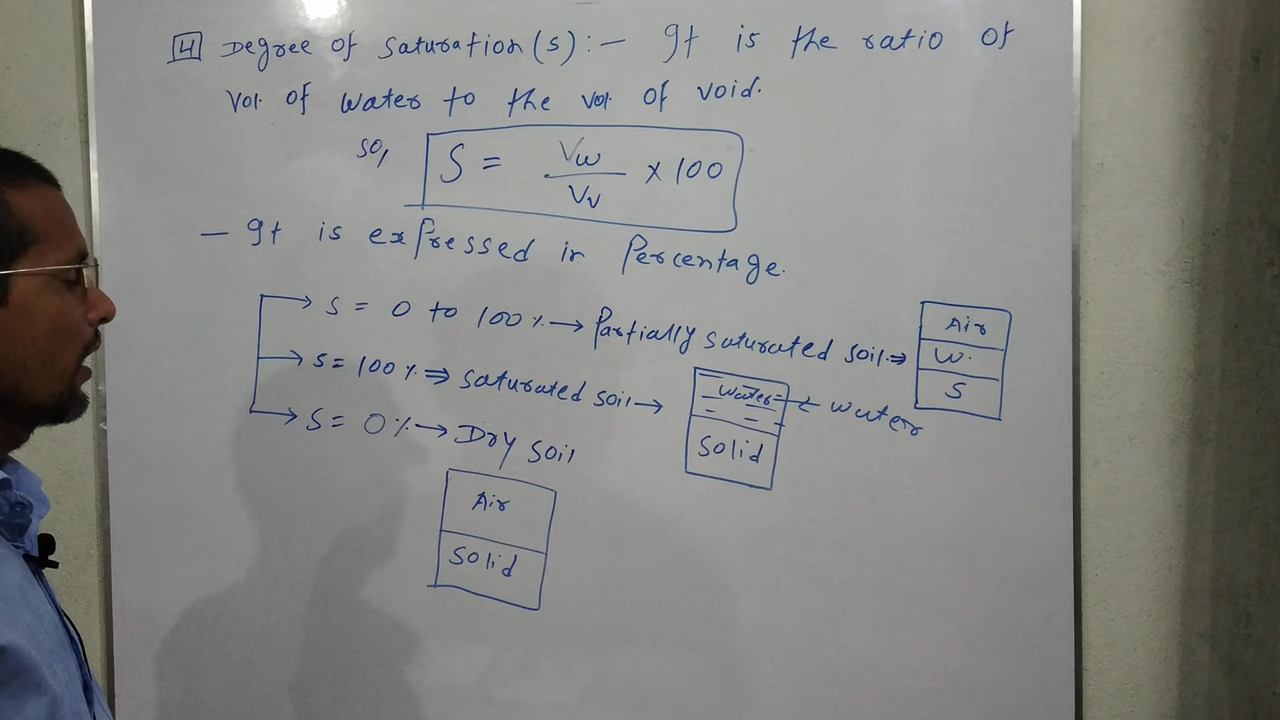 4 Degree of Saturation (s) :- It is the ratio of
Vol. of water to the vol. of void.
So, S = Vw / Vv × 100
- It is expressed in Percentage.
→ S = 0 to 100% → Partially saturated soil ⇒
→ S = 100% ⇒ saturated soil →
→ S = 0% → Dry soil
Air
W.
S
Water ← water
Solid
Air
Solid